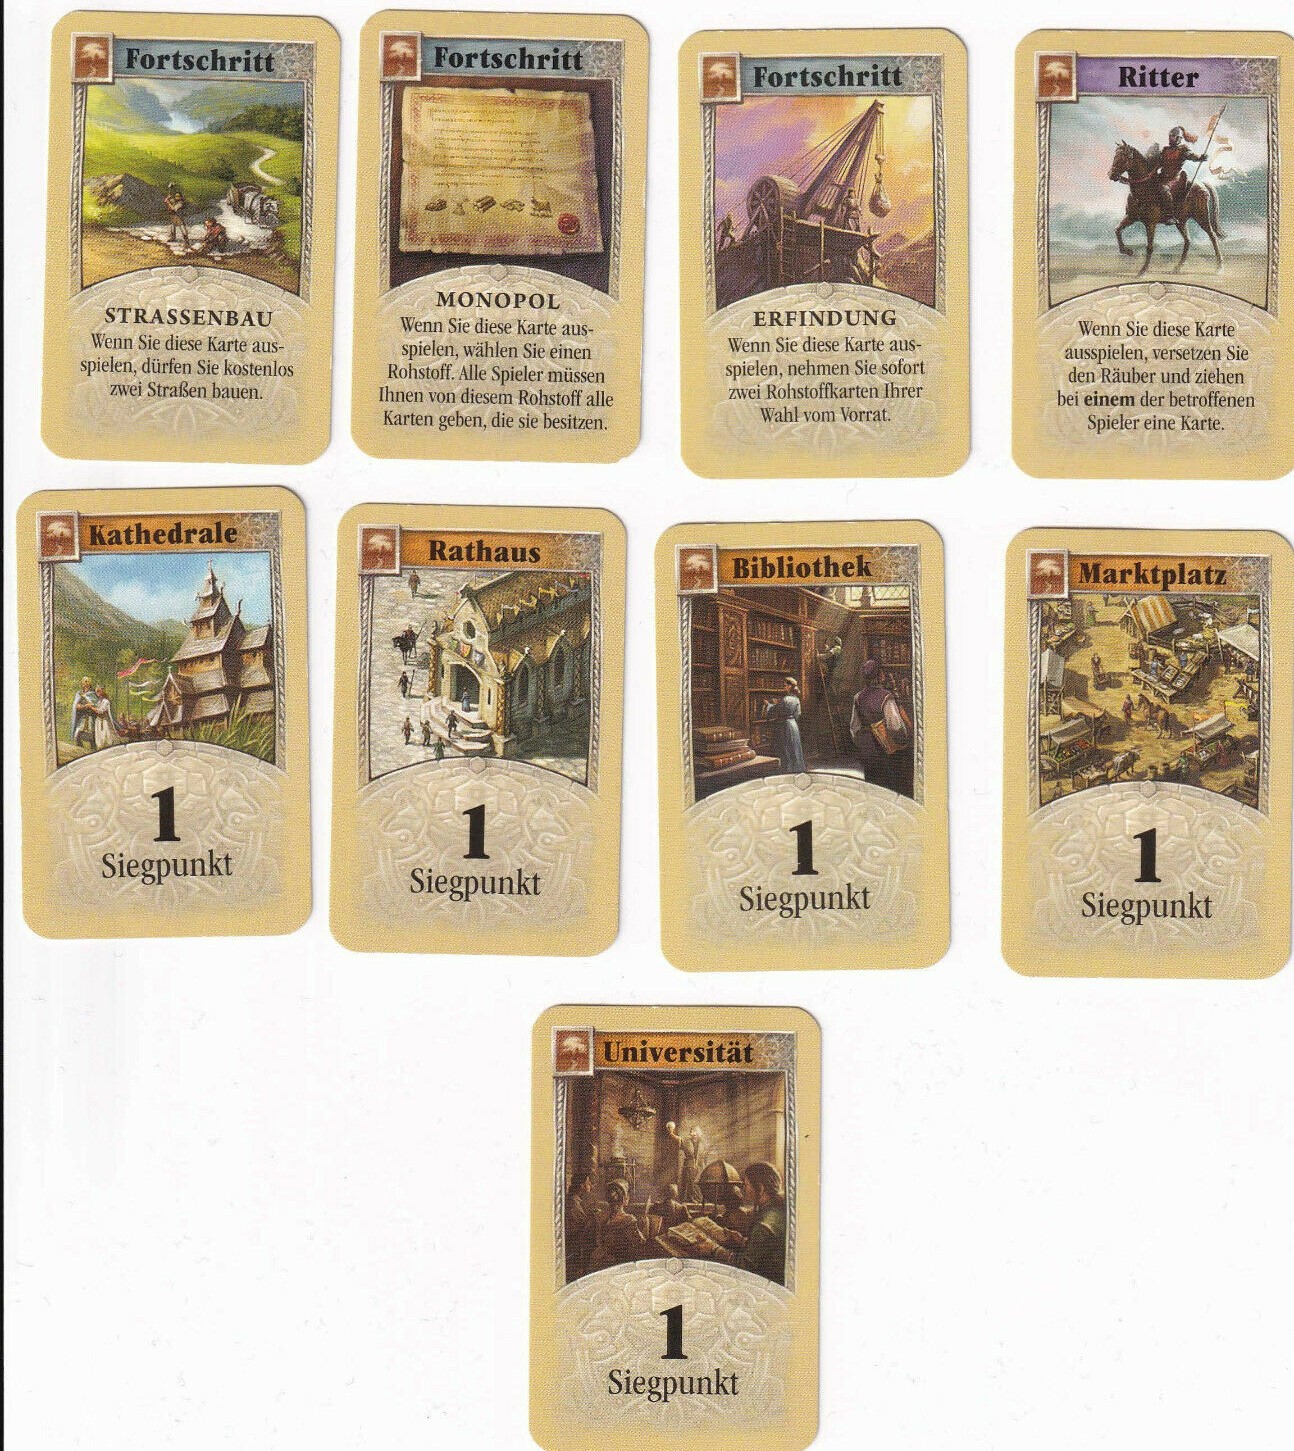 Fortschritt
STRASSENBAU
Wenn Sie diese Karte aus-
spielen, dürfen Sie kostenlos
zwei Straßen bauen.
Fortschritt
MONOPOL
Wenn Sie diese Karte aus-
spielen, wählen Sie einen
Rohstoff. Alle Spieler müssen
Ihnen von diesem Rohstoff alle
Karten geben, die sie besitzen.
Fortschritt
ERFINDUNG
Wenn Sie diese Karte aus-
spielen, nehmen Sie sofort
zwei Rohstoffkarten Ihrer
Wahl vom Vorrat.
Ritter
Wenn Sie diese Karte
ausspielen, versetzen Sie
den Räuber und ziehen
bei einem der betroffenen
Spieler eine Karte.
Kathedrale
1
Siegpunkt
Rathaus
1
Siegpunkt
Bibliothek
1
Siegpunkt
Marktplatz
1
Siegpunkt
Universität
1
Siegpunkt